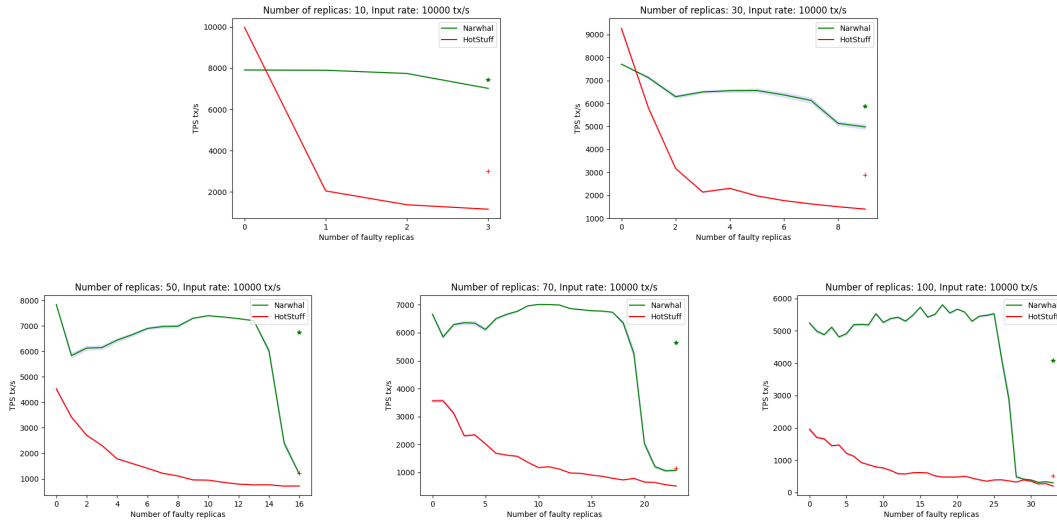 Number of replicas: 10, Input rate: 10000 tx/s
Narwhal
HotStuff
10000
8000
6000
4000
2000
TPS tx/s
0
1
2
3
Number of faulty replicas
Number of replicas: 30, Input rate: 10000 tx/s
Narwhal
HotStuff
9000
8000
7000
6000
5000
4000
3000
2000
1000
TPS tx/s
0
2
4
6
8
Number of faulty replicas
Number of replicas: 50, Input rate: 10000 tx/s
Narwhal
HotStuff
8000
7000
6000
5000
4000
3000
2000
1000
TPS tx/s
0
2
4
6
8
10
12
14
16
Number of faulty replicas
Number of replicas: 70, Input rate: 10000 tx/s
Narwhal
HotStuff
7000
6000
5000
4000
3000
2000
1000
TPS tx/s
0
5
10
15
20
Number of faulty replicas
Number of replicas: 100, Input rate: 10000 tx/s
Narwhal
HotStuff
6000
5000
4000
3000
2000
1000
0
TPS tx/s
0
5
10
15
20
25
30
Number of faulty replicas